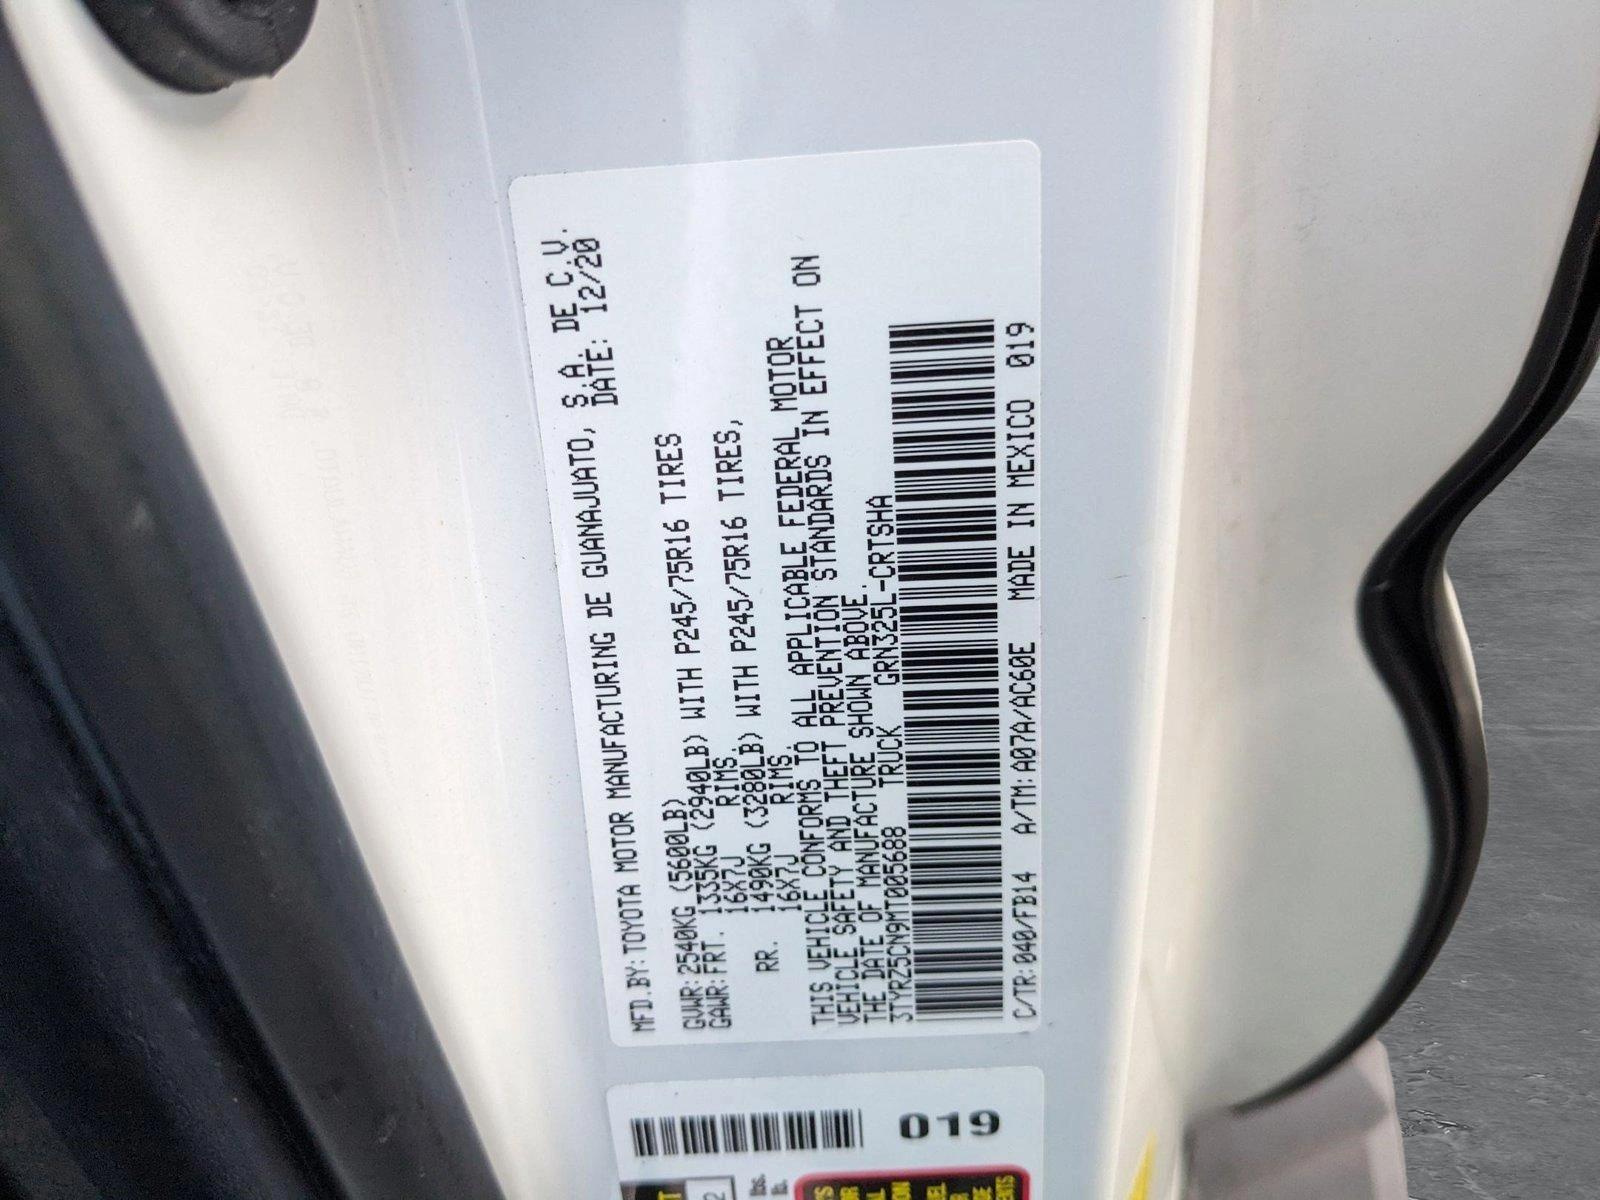 MFD.BY: TOYOTA MOTOR MANUFACTURING DE GUANAJUATO, S.A. DE C.V.
DATE: 12/20
GVWR: 2540KG (5600LB)
GAWR: FRT. 1335KG (2940LB) WITH P245/75R16 TIRES
16X7J RIMS.
RR. 1490KG (3280LB) WITH P245/75R16 TIRES,
16X7J RIMS.
THIS VEHICLE CONFORMS TO ALL APPLICABLE FEDERAL MOTOR
VEHICLE SAFETY AND THEFT PREVENTION STANDARDS IN EFFECT ON
THE DATE OF MANUFACTURE SHOWN ABOVE.
3TYRZ5CN9MT005688 TRUCK GRN325L-CRTSHA
C/TR: 040/FB14 A/TM: A07A/AC60E MADE IN MEXICO 019
019
lbs.